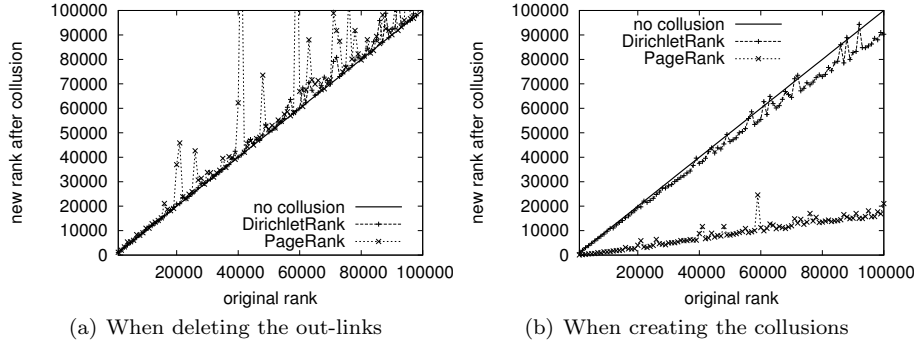 new rank after collusion
100000
90000
80000
70000
60000
50000
40000
30000
20000
10000
0
no collusion
DirichletRank
PageRank
20000 40000 60000 80000 100000
original rank
(a) When deleting the out-links
new rank after collusion
100000
90000
80000
70000
60000
50000
40000
30000
20000
10000
0
no collusion
DirichletRank
PageRank
20000 40000 60000 80000 100000
original rank
(b) When creating the collusions